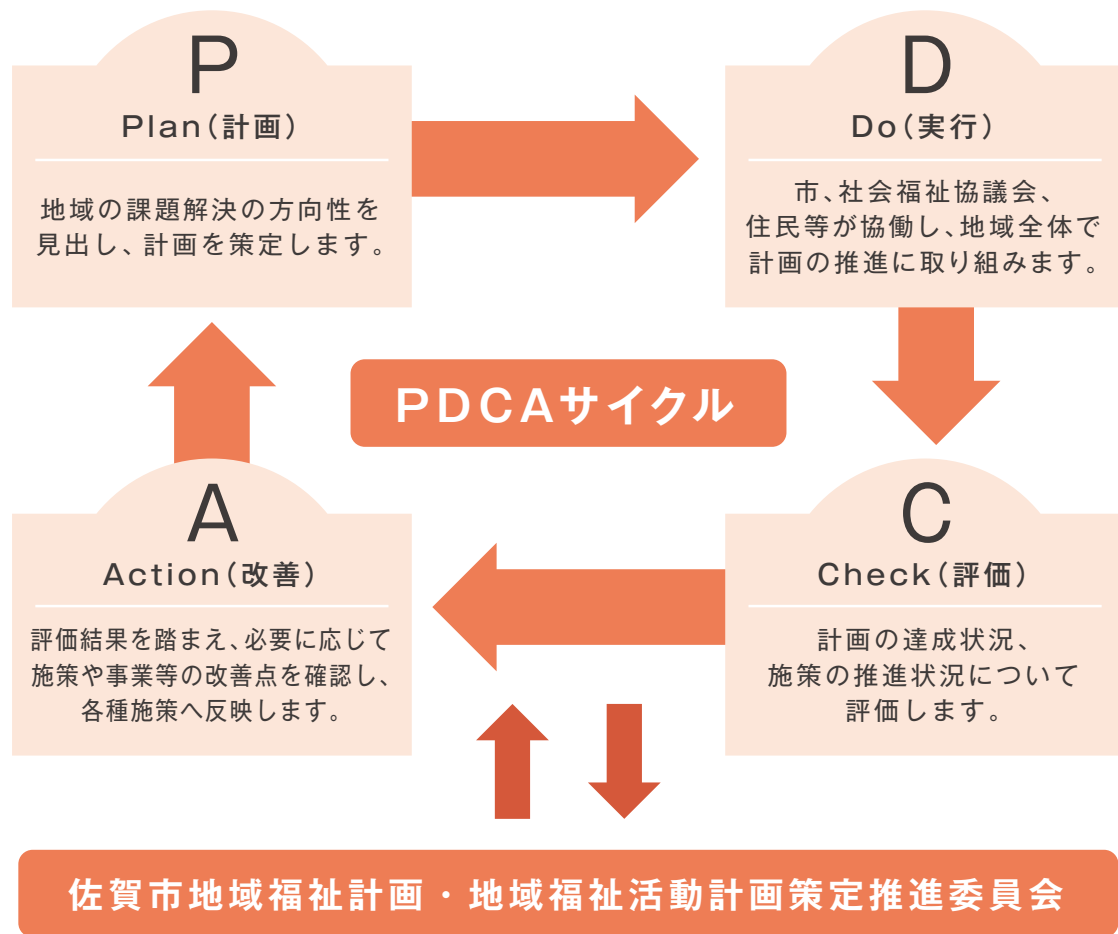 P
Plan(計画)
地域の課題解決の方向性を
見出し、計画を策定します。
D
Do(実行)
市、社会福祉協議会、
住民等が協働し、地域全体で
計画の推進に取り組みます。
PDCAサイクル
A
Action(改善)
評価結果を踏まえ、必要に応じて
施策や事業等の改善点を確認し、
各種施策へ反映します。
C
Check(評価)
計画の達成状況、
施策の推進状況について
評価します。
佐賀市地域福祉計画・地域福祉活動計画策定推進委員会